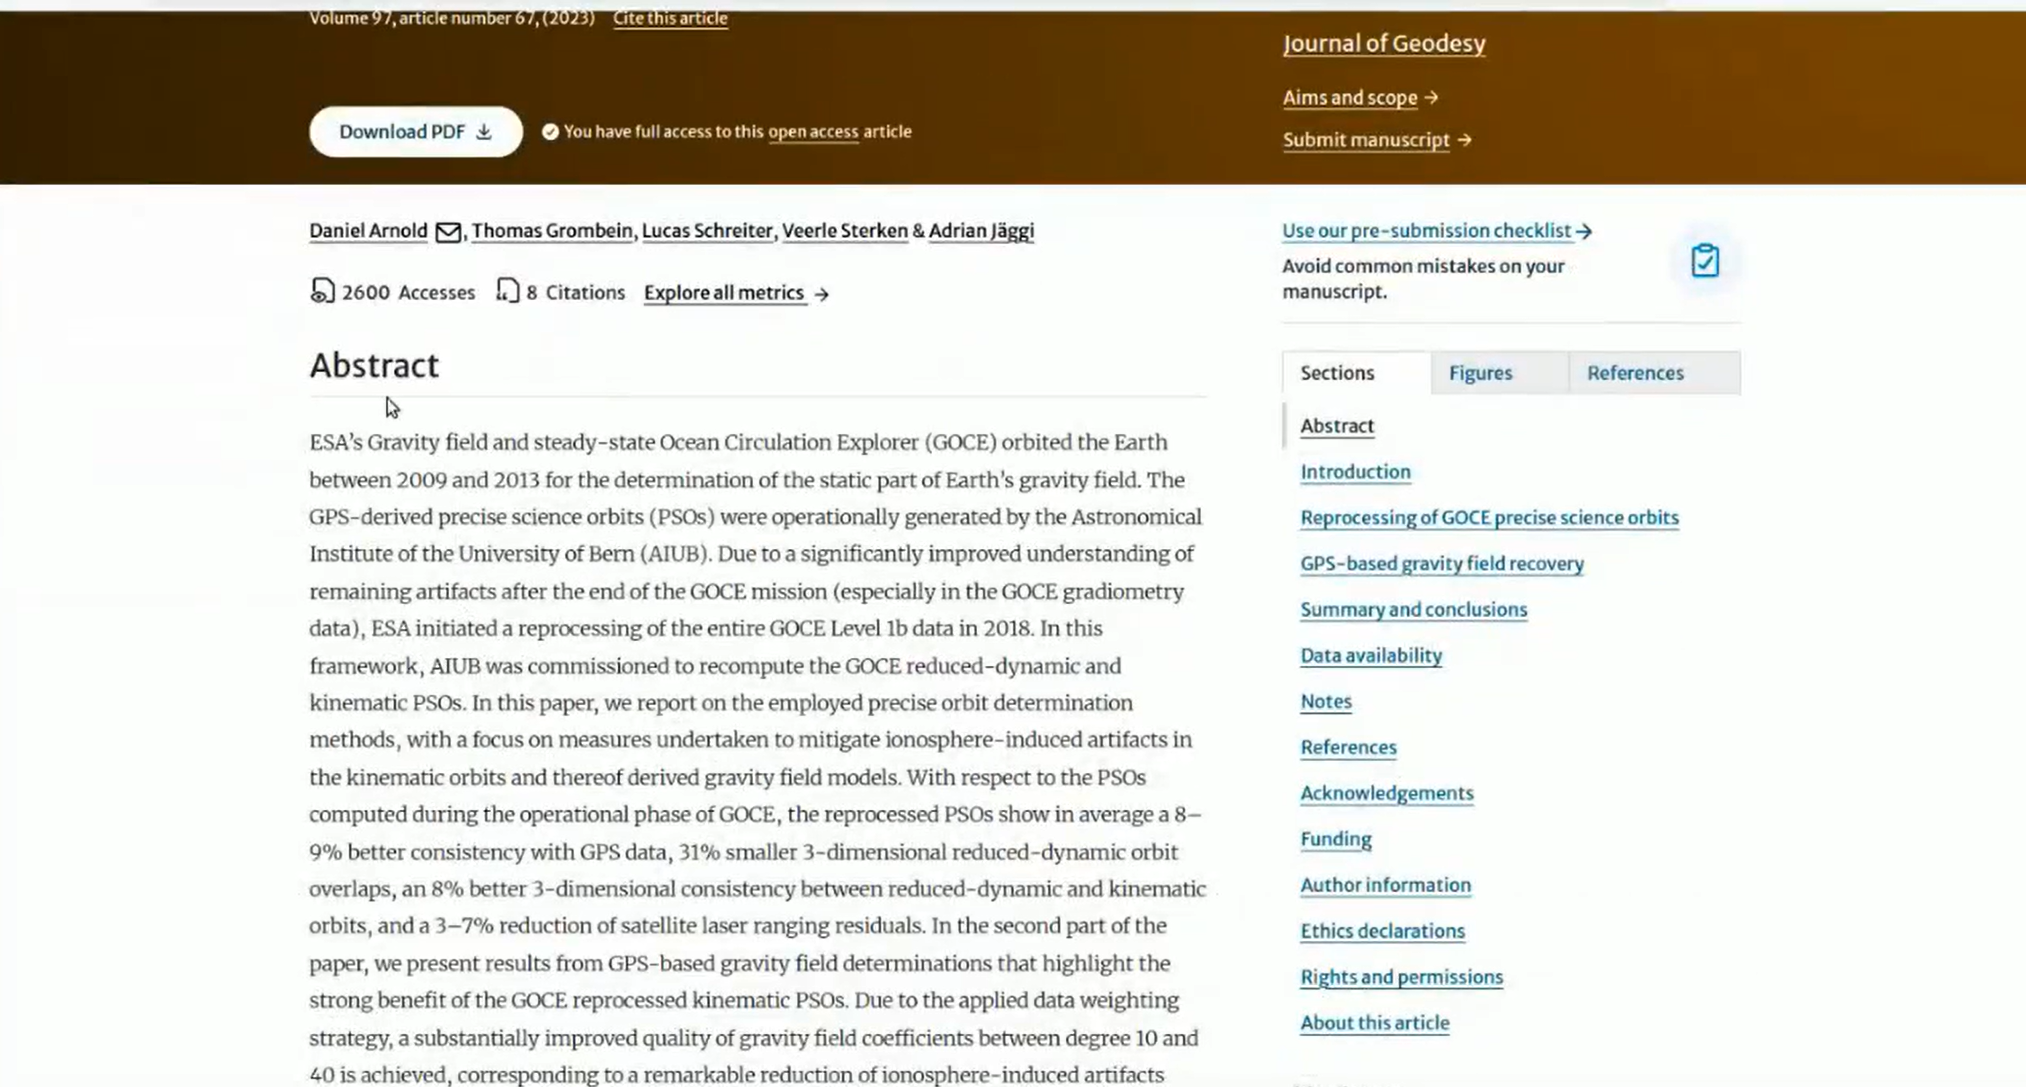 Volume 97, article number 67, (2023) Cite this article
Download PDF You have full access to this open access article
Journal of Geodesy
Aims and scope →
Submit manuscript →
Daniel Arnold, Thomas Grombein, Lucas Schreiter, Veerle Sterken & Adrian Jäggi
2600 Accesses 8 Citations Explore all metrics →
Abstract
ESA’s Gravity field and steady-state Ocean Circulation Explorer (GOCE) orbited the Earth
between 2009 and 2013 for the determination of the static part of Earth’s gravity field. The
GPS-derived precise science orbits (PSOs) were operationally generated by the Astronomical
Institute of the University of Bern (AIUB). Due to a significantly improved understanding of
remaining artifacts after the end of the GOCE mission (especially in the GOCE gradiometry
data), ESA initiated a reprocessing of the entire GOCE Level 1b data in 2018. In this
framework, AIUB was commissioned to recompute the GOCE reduced-dynamic and
kinematic PSOs. In this paper, we report on the employed precise orbit determination
methods, with a focus on measures undertaken to mitigate ionosphere-induced artifacts in
the kinematic orbits and thereof derived gravity field models. With respect to the PSOs
computed during the operational phase of GOCE, the reprocessed PSOs show in average a 8–
9% better consistency with GPS data, 31% smaller 3-dimensional reduced-dynamic orbit
overlaps, an 8% better 3-dimensional consistency between reduced-dynamic and kinematic
orbits, and a 3–7% reduction of satellite laser ranging residuals. In the second part of the
paper, we present results from GPS-based gravity field determinations that highlight the
strong benefit of the GOCE reprocessed kinematic PSOs. Due to the applied data weighting
strategy, a substantially improved quality of gravity field coefficients between degree 10 and
40 is achieved, corresponding to a remarkable reduction of ionosphere-induced artifacts
Use our pre-submission checklist →
Avoid common mistakes on your
manuscript.
Sections Figures References
Abstract
Introduction
Reprocessing of GOCE precise science orbits
GPS-based gravity field recovery
Summary and conclusions
Data availability
Notes
References
Acknowledgements
Funding
Author information
Ethics declarations
Rights and permissions
About this article